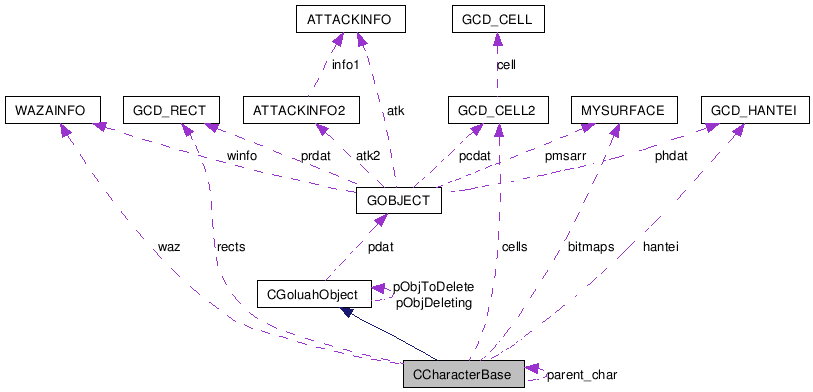 ATTACKINFO
GCD_CELL
info1
cell
WAZAINFO
GCD_RECT
ATTACKINFO2
atk
GCD_CELL2
MYSURFACE
GCD_HANTEI
winfo
prdat
atk2
pcdat
pmsarr
phdat
GOBJECT
waz
rects
pdat
cells
bitmaps
hantei
CGoluahObject
pObjToDelete
pObjDeleting
CCharacterBase
parent_char